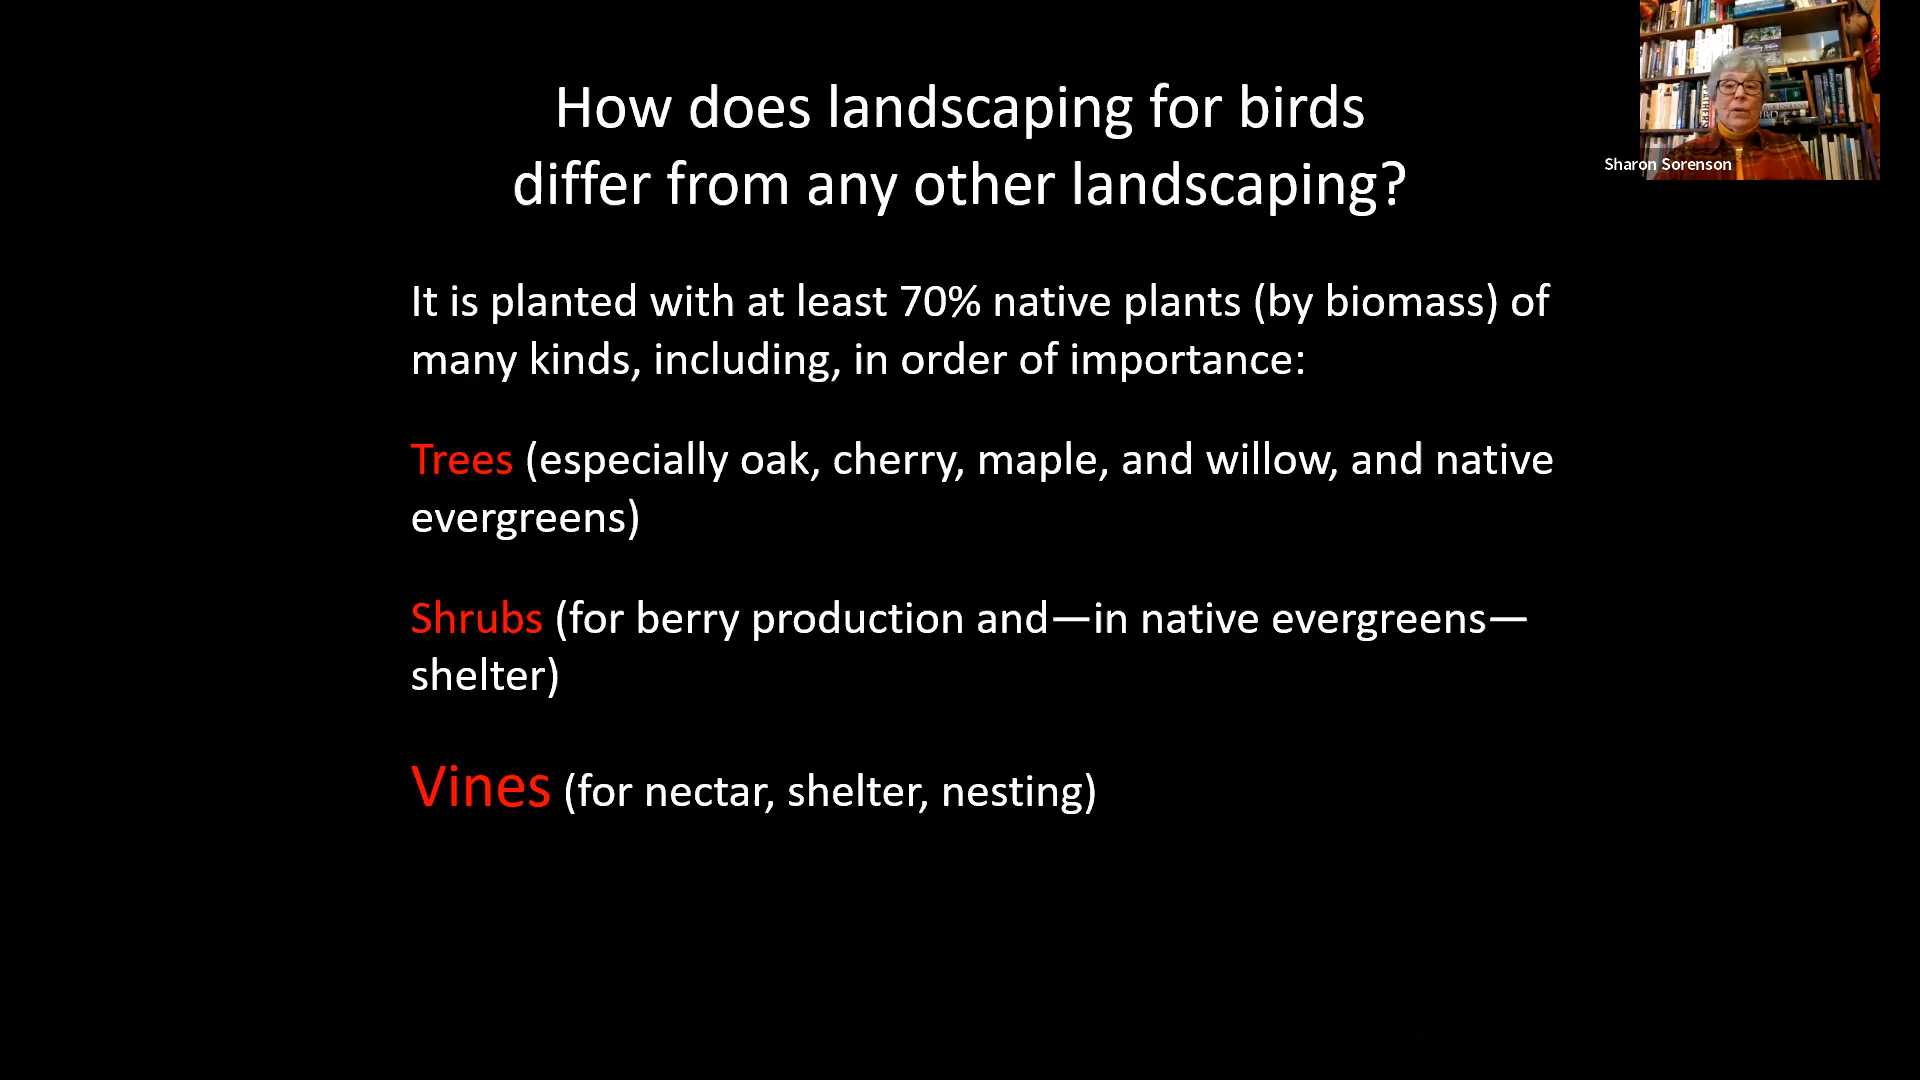 How does landscaping for birds
differ from any other landscaping?
Sharon Sorenson
It is planted with at least 70% native plants (by biomass) of
many kinds, including, in order of importance:
Trees (especially oak, cherry, maple, and willow, and native
evergreens)
Shrubs (for berry production and—in native evergreens—
shelter)
Vines (for nectar, shelter, nesting)